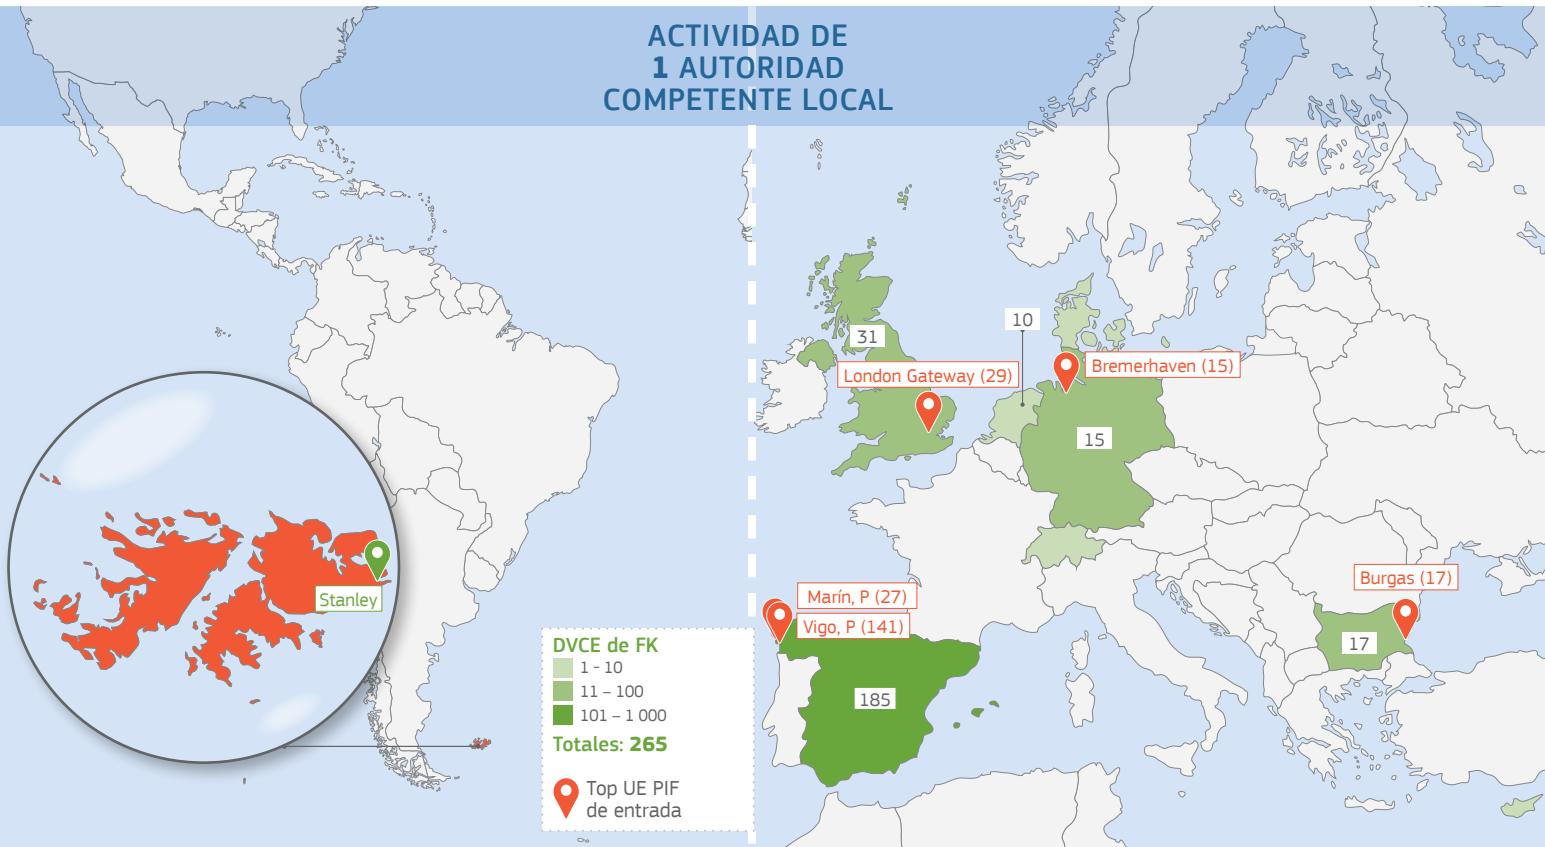 ACTIVIDAD DE
1 AUTORIDAD
COMPETENTE LOCAL
10
31
London Gateway (29)
Bremerhaven (15)
15
Stanley
Marín, P (27)
Vigo, P (141)
Burgas (17)
17
185
DVCE de FK
1 - 10
11 – 100
101 – 1 000
Totales: 265
Top UE PIF
de entrada